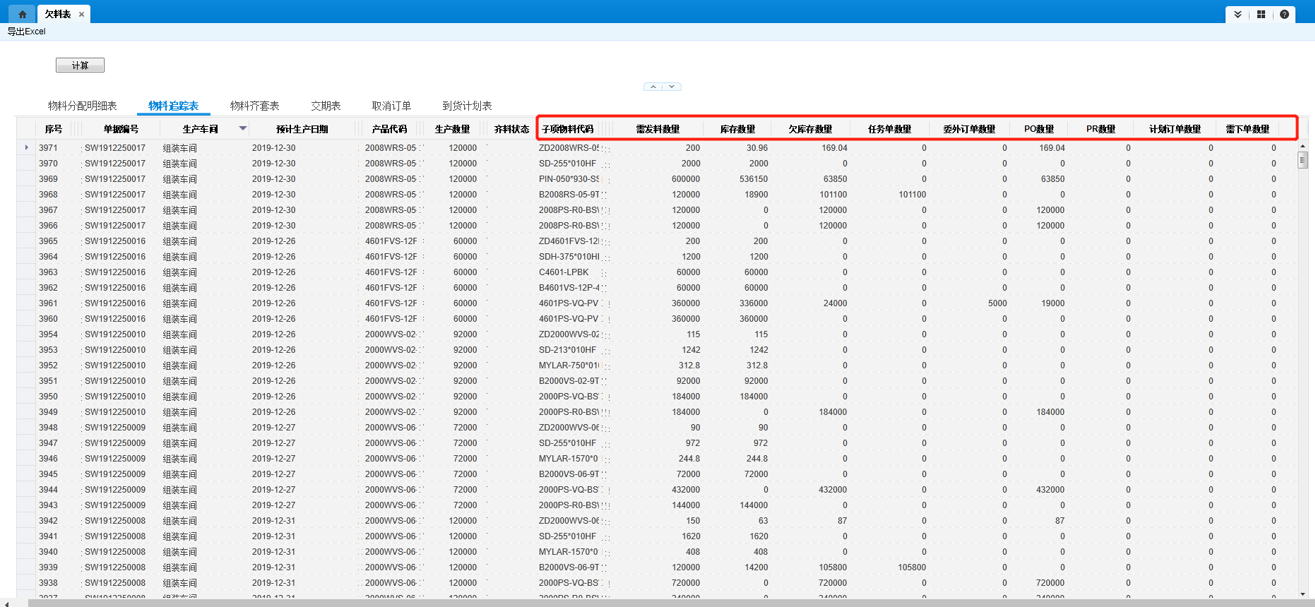 欠料表 ×
导出Excel
计算
物料分配明细表 物料追踪表 物料齐套表 交期表 取消订单 到货计划表
序号 单据编号 生产车间 预计生产日期 产品代码 生产数量 齐料状态 子项物料代码 需发料数量 库存数量 欠库存数量 任务单数量 委外订单数量 PO数量 PR数量 计划订单数量 需下单数量
3971 SW1912250017 组装车间 2019-12-30 2008WRS-05 120000 ZD2008WRS-05 200 30.96 169.04 0 0 169.04 0 0 0
3970 SW1912250017 组装车间 2019-12-30 2008WRS-05 120000 SD-255*010HF 2000 2000 0 0 0 0 0 0 0
3969 SW1912250017 组装车间 2019-12-30 2008WRS-05 120000 PIN-050*930-SS 600000 536150 63850 0 0 63850 0 0 0
3968 SW1912250017 组装车间 2019-12-30 2008WRS-05 120000 B2008RS-05-9T 120000 18900 101100 101100 0 0 0 0 0
3967 SW1912250017 组装车间 2019-12-30 2008WRS-05 120000 2008PS-R0-BS 120000 0 120000 0 0 120000 0 0 0
3966 SW1912250017 组装车间 2019-12-30 2008WRS-05 120000 2008PS-R0-BS 120000 0 120000 0 0 120000 0 0 0
3965 SW1912250016 组装车间 2019-12-26 4601FVS-12F 60000 ZD4601FVS-12 200 200 0 0 0 0 0 0 0
3964 SW1912250016 组装车间 2019-12-26 4601FVS-12F 60000 SDH-375*010HI 1200 1200 0 0 0 0 0 0 0
3963 SW1912250016 组装车间 2019-12-26 4601FVS-12F 60000 C4601-LPBK 60000 60000 0 0 0 0 0 0 0
3962 SW1912250016 组装车间 2019-12-26 4601FVS-12F 60000 B4601VS-12P-4 60000 60000 0 0 0 0 0 0 0
3961 SW1912250016 组装车间 2019-12-26 4601FVS-12F 60000 4601PS-VQ-PV 360000 336000 24000 0 5000 19000 0 0 0
3960 SW1912250016 组装车间 2019-12-26 4601FVS-12F 60000 4601PS-VQ-PV 360000 360000 0 0 0 0 0 0 0
3954 SW1912250010 组装车间 2019-12-26 2000WVS-02 92000 ZD2000WVS-02 115 115 0 0 0 0 0 0 0
3953 SW1912250010 组装车间 2019-12-26 2000WVS-02 92000 SD-213*010HF 1242 1242 0 0 0 0 0 0 0
3952 SW1912250010 组装车间 2019-12-26 2000WVS-02 92000 MYLAR-750*01 312.8 312.8 0 0 0 0 0 0 0
3951 SW1912250010 组装车间 2019-12-26 2000WVS-02 92000 B2000VS-02-9T 92000 92000 0 0 0 0 0 0 0
3950 SW1912250010 组装车间 2019-12-26 2000WVS-02 92000 2000PS-VQ-BS 184000 184000 0 0 0 0 0 0 0
3949 SW1912250010 组装车间 2019-12-26 2000WVS-02 92000 2000PS-R0-BS 184000 0 184000 0 0 184000 0 0 0
3948 SW1912250009 组装车间 2019-12-27 2000WVS-06 72000 ZD2000WVS-06 90 90 0 0 0 0 0 0 0
3947 SW1912250009 组装车间 2019-12-27 2000WVS-06 72000 SD-255*010HF 972 972 0 0 0 0 0 0 0
3946 SW1912250009 组装车间 2019-12-27 2000WVS-06 72000 MYLAR-1570*0 244.8 244.8 0 0 0 0 0 0 0
3945 SW1912250009 组装车间 2019-12-27 2000WVS-06 72000 B2000VS-06-9T 72000 72000 0 0 0 0 0 0 0
3944 SW1912250009 组装车间 2019-12-27 2000WVS-06 72000 2000PS-VQ-BS 432000 0 432000 0 0 432000 0 0 0
3943 SW1912250009 组装车间 2019-12-27 2000WVS-06 72000 2000PS-R0-BS 144000 144000 0 0 0 0 0 0 0
3942 SW1912250008 组装车间 2019-12-31 2000WVS-06 120000 ZD2000WVS-06 150 63 87 0 0 87 0 0 0
3941 SW1912250008 组装车间 2019-12-31 2000WVS-06 120000 SD-255*010HF 1620 1620 0 0 0 0 0 0 0
3940 SW1912250008 组装车间 2019-12-31 2000WVS-06 120000 MYLAR-1570*0 408 408 0 0 0 0 0 0 0
3939 SW1912250008 组装车间 2019-12-31 2000WVS-06 120000 B2000VS-06-9T 120000 14200 105800 105800 0 0 0 0 0
3938 SW1912250008 组装车间 2019-12-31 2000WVS-06 120000 2000PS-VQ-BS 720000 0 720000 0 0 720000 0 0 0